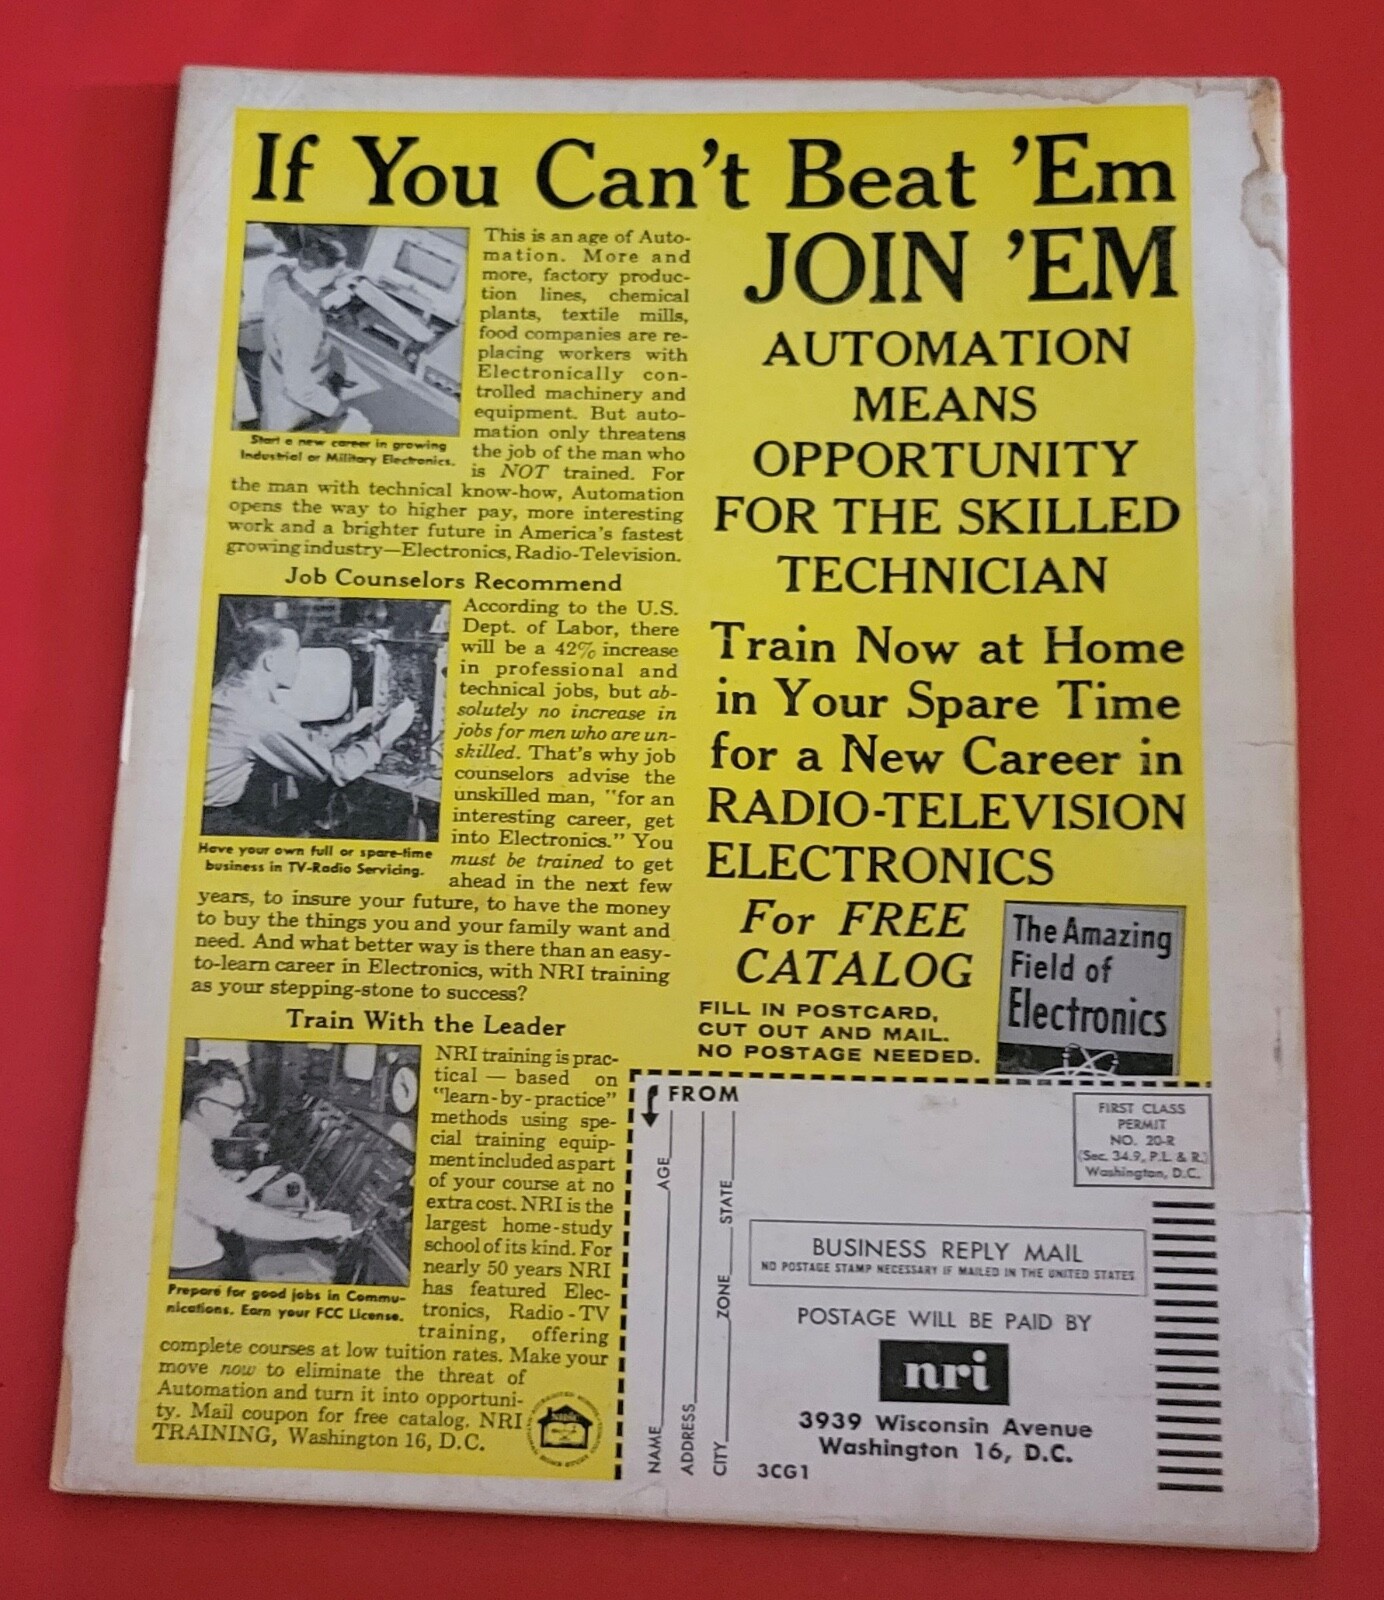 If You Can't Beat 'Em
JOIN 'EM
AUTOMATION
MEANS
OPPORTUNITY
FOR THE SKILLED
TECHNICIAN
Train Now at Home
in Your Spare Time
for a New Career in
RADIO-TELEVISION
ELECTRONICS
For FREE
CATALOG
FILL IN POSTCARD,
CUT OUT AND MAIL.
NO POSTAGE NEEDED.
The Amazing
Field of
Electronics
This is an age of Auto-
mation. More and
more, factory produc-
tion lines, chemical
plants, textile mills,
food companies are re-
placing workers with
Electronically con-
trolled machinery and
equipment. But auto-
mation only threatens
the job of the man who
is NOT trained. For
the man with technical know-how, Automation
opens the way to higher pay, more interesting
work and a brighter future in America's fastest
growing industry—Electronics, Radio-Television.
Start a new career in growing
Industrial or Military Electronics.
Job Counselors Recommend
According to the U.S.
Dept. of Labor, there
will be a 42% increase
in professional and
technical jobs, but ab-
solutely no increase in
jobs for men who are un-
skilled. That's why job
counselors advise the
unskilled man, "for an
interesting career, get
into Electronics." You
must be trained to get
ahead in the next few
years, to insure your future, to have the money
to buy the things you and your family want and
need. And what better way is there than an easy-
to-learn career in Electronics, with NRI training
as your stepping-stone to success?
Have your own full or spare-time
business in TV-Radio Servicing.
Train With the Leader
NRI training is prac-
tical — based on
"learn-by-practice"
methods using spe-
cial training equip-
ment included as part
of your course at no
extra cost. NRI is the
largest home-study
school of its kind. For
nearly 50 years NRI
has featured Elec-
tronics, Radio-TV
training, offering
complete courses at low tuition rates. Make your
move now to eliminate the threat of
Automation and turn it into opportuni-
ty. Mail coupon for free catalog. NRI
TRAINING, Washington 16, D.C.
Prepare for good jobs in Commu-
nications. Earn your FCC License.
FROM
NAME AGE
ADDRESS
CITY ZONE STATE
FIRST CLASS
PERMIT
NO. 20-R
(Sec. 34.9, P.L. & R.)
Washington, D.C.
BUSINESS REPLY MAIL
NO POSTAGE STAMP NECESSARY IF MAILED IN THE UNITED STATES
POSTAGE WILL BE PAID BY
nri
3939 Wisconsin Avenue
Washington 16, D.C.
3CG1